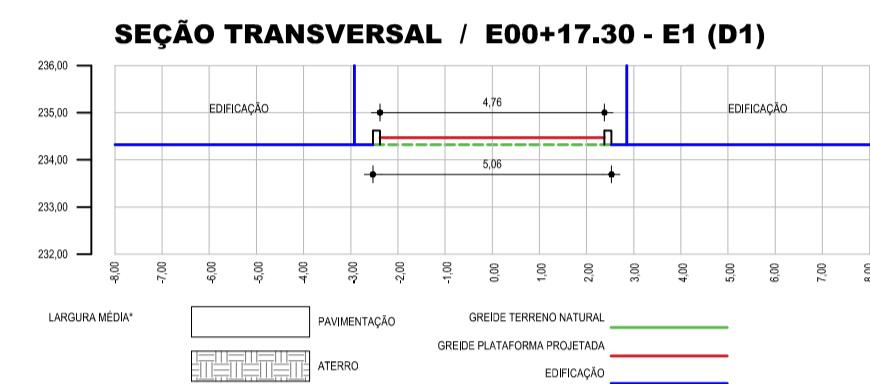 SEÇÃO TRANSVERSAL / E00+17.30 - E1 (D1)
236,00
235,00
234,00
233,00
232,00
EDIFICAÇÃO
4,76
EDIFICAÇÃO
5,06
-8,00 -7,00 -6,00 -5,00 -4,00 -3,00 -2,00 -1,00 0,00 1,00 2,00 3,00 4,00 5,00 6,00 7,00 8,00
LARGURA MÉDIA*
PAVIMENTAÇÃO
ATERRO
GREIDE TERRENO NATURAL
GREIDE PLATAFORMA PROJETADA
EDIFICAÇÃO